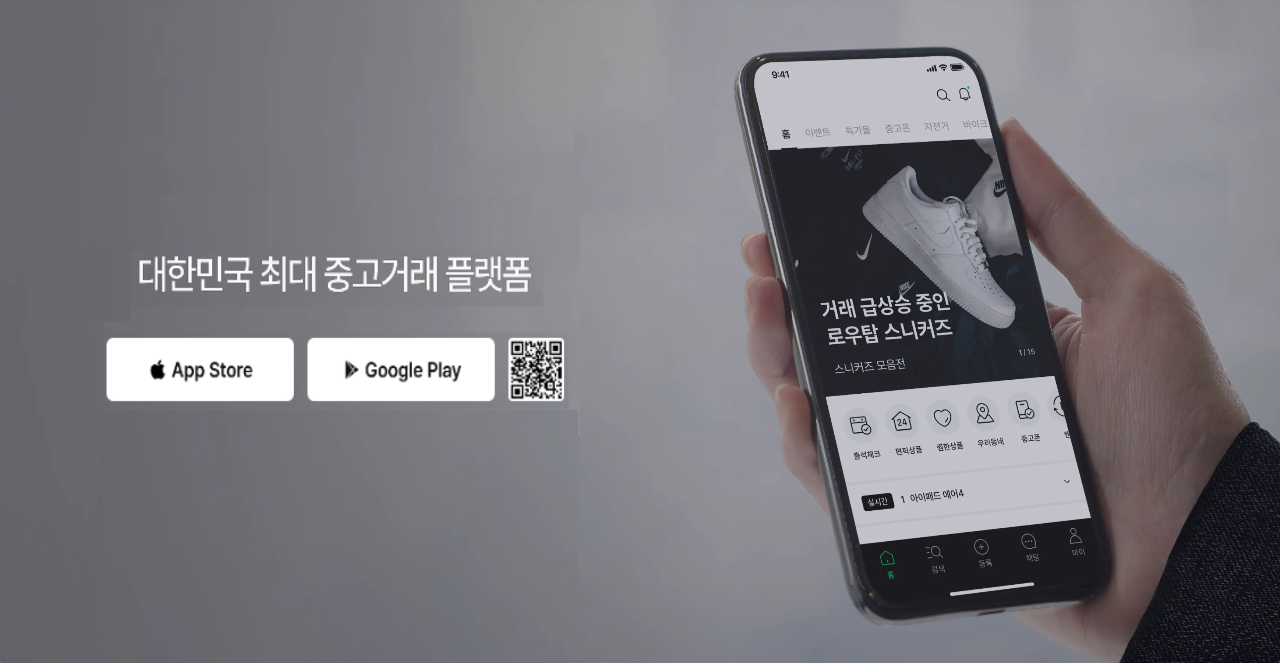 대한민국 최대 중고거래 플랫폼
App Store
Google Play
9:41
홈 이벤트 특가몰 중고폰 자전거 바이크
NIKE
NIKE
거래 급상승 중인
로우탑 스니커즈
스니커즈 모음전
1/15
24
출석체크 편픽상품 찜한상품 우리동네 중고폰
실시간 1 아이패드 에어4
홈 검색 등록 채팅 마이